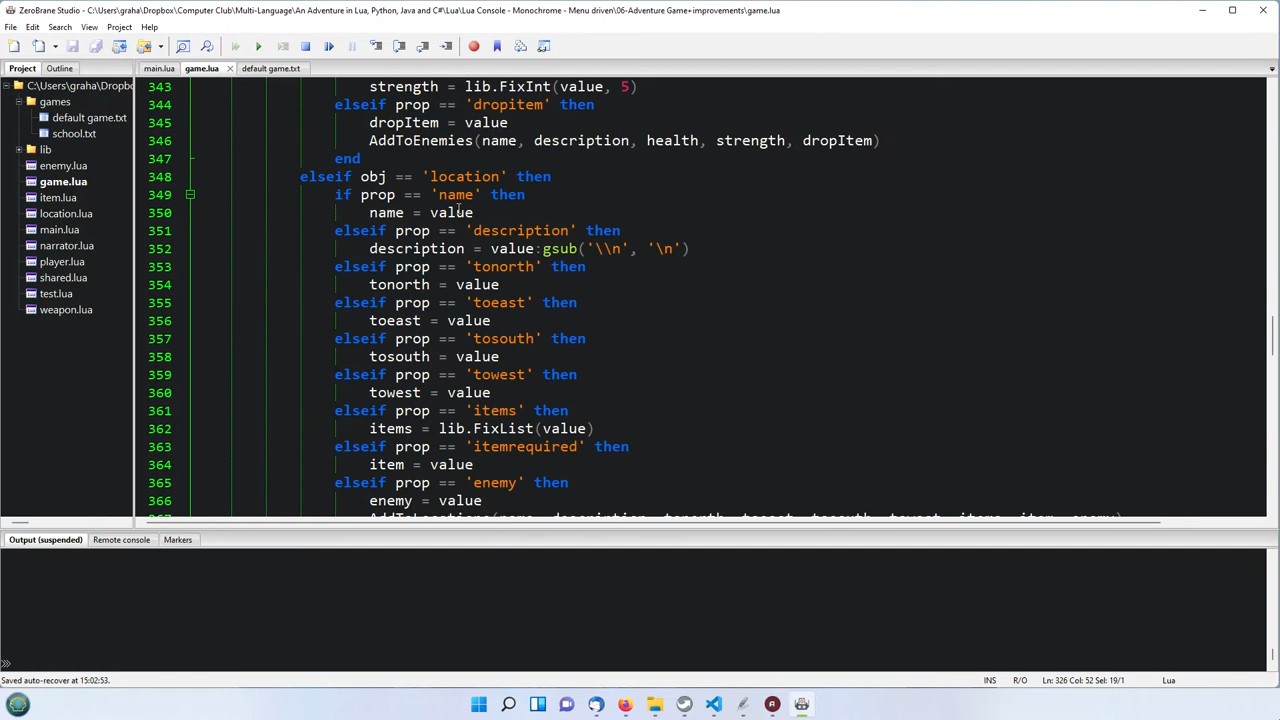 ZeroBrane Studio - C:\Users\graha\Dropbox\Computer Club\Multi-Language\An Adventure in Lua, Python, Java and C#\Lua\Lua Console - Monochrome - Menu driven\06-Adventure Game+improvements\game.lua
File Edit Search View Project Help
Project Outline
main.lua game.lua default game.txt
C:\Users\graha\Dropbo
games
default game.txt
school.txt
lib
enemy.lua
game.lua
item.lua
location.lua
main.lua
narrator.lua
player.lua
shared.lua
test.lua
weapon.lua
343 strength = lib.FixInt(value, 5)
344 elseif prop == 'dropitem' then
345 dropItem = value
346 AddToEnemies(name, description, health, strength, dropItem)
347 end
348 elseif obj == 'location' then
349 if prop == 'name' then
350 name = value
351 elseif prop == 'description' then
352 description = value:gsub('\\n', '\n')
353 elseif prop == 'tonorth' then
354 tonorth = value
355 elseif prop == 'toeast' then
356 toeast = value
357 elseif prop == 'tosouth' then
358 tosouth = value
359 elseif prop == 'towest' then
360 towest = value
361 elseif prop == 'items' then
362 items = lib.FixList(value)
363 elseif prop == 'itemrequired' then
364 item = value
365 elseif prop == 'enemy' then
366 enemy = value
Output (suspended) Remote console Markers
Saved auto-recover at 15:02:53.
INS R/O Ln: 326 Col: 52 Sel: 19/1 Lua